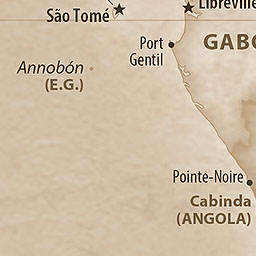 São Tomé
Libreville
Port
Gentil
GABO
Annobón
(E.G.)
Pointe-Noire
Cabinda
(ANGOLA)